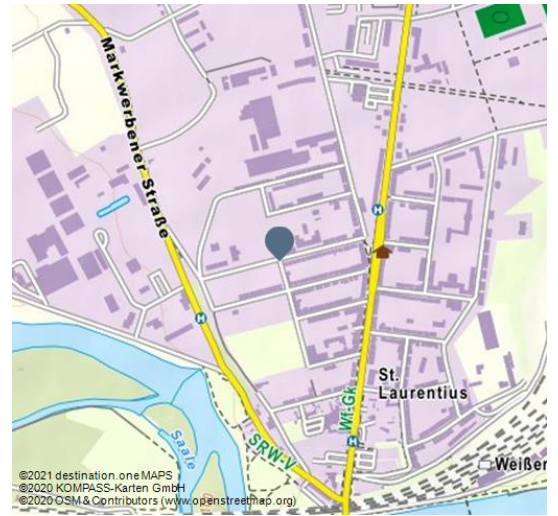 Markwerbener Straße
H
H
St.
Laurentius
Wf-Gk
SRW-V
H
Saale
Weißen
©2021 destination.one MAPS
©2020 KOMPASS-Karten GmbH
©2020 OSM & Contributors (www.openstreetmap.org)